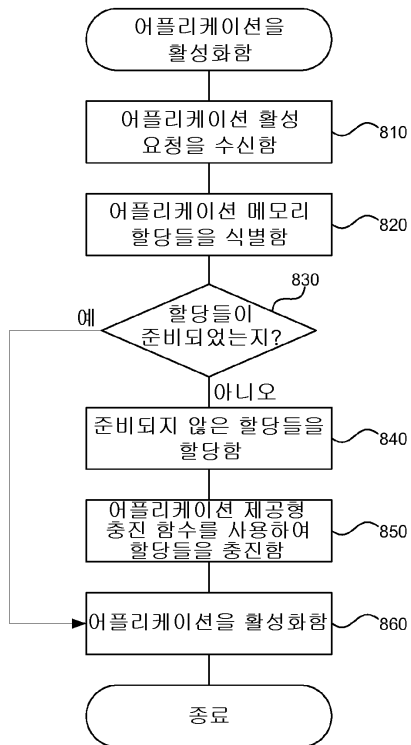 어플리케이션을
활성화함
어플리케이션 활성
요청을 수신함
810
어플리케이션 메모리
할당들을 식별함
820
830
할당들이
준비되었는지?
예
아니오
준비되지 않은 할당들을
할당함
840
어플리케이션 제공형
충진 함수를 사용하여
할당들을 충진함
850
어플리케이션을 활성화함
860
종료